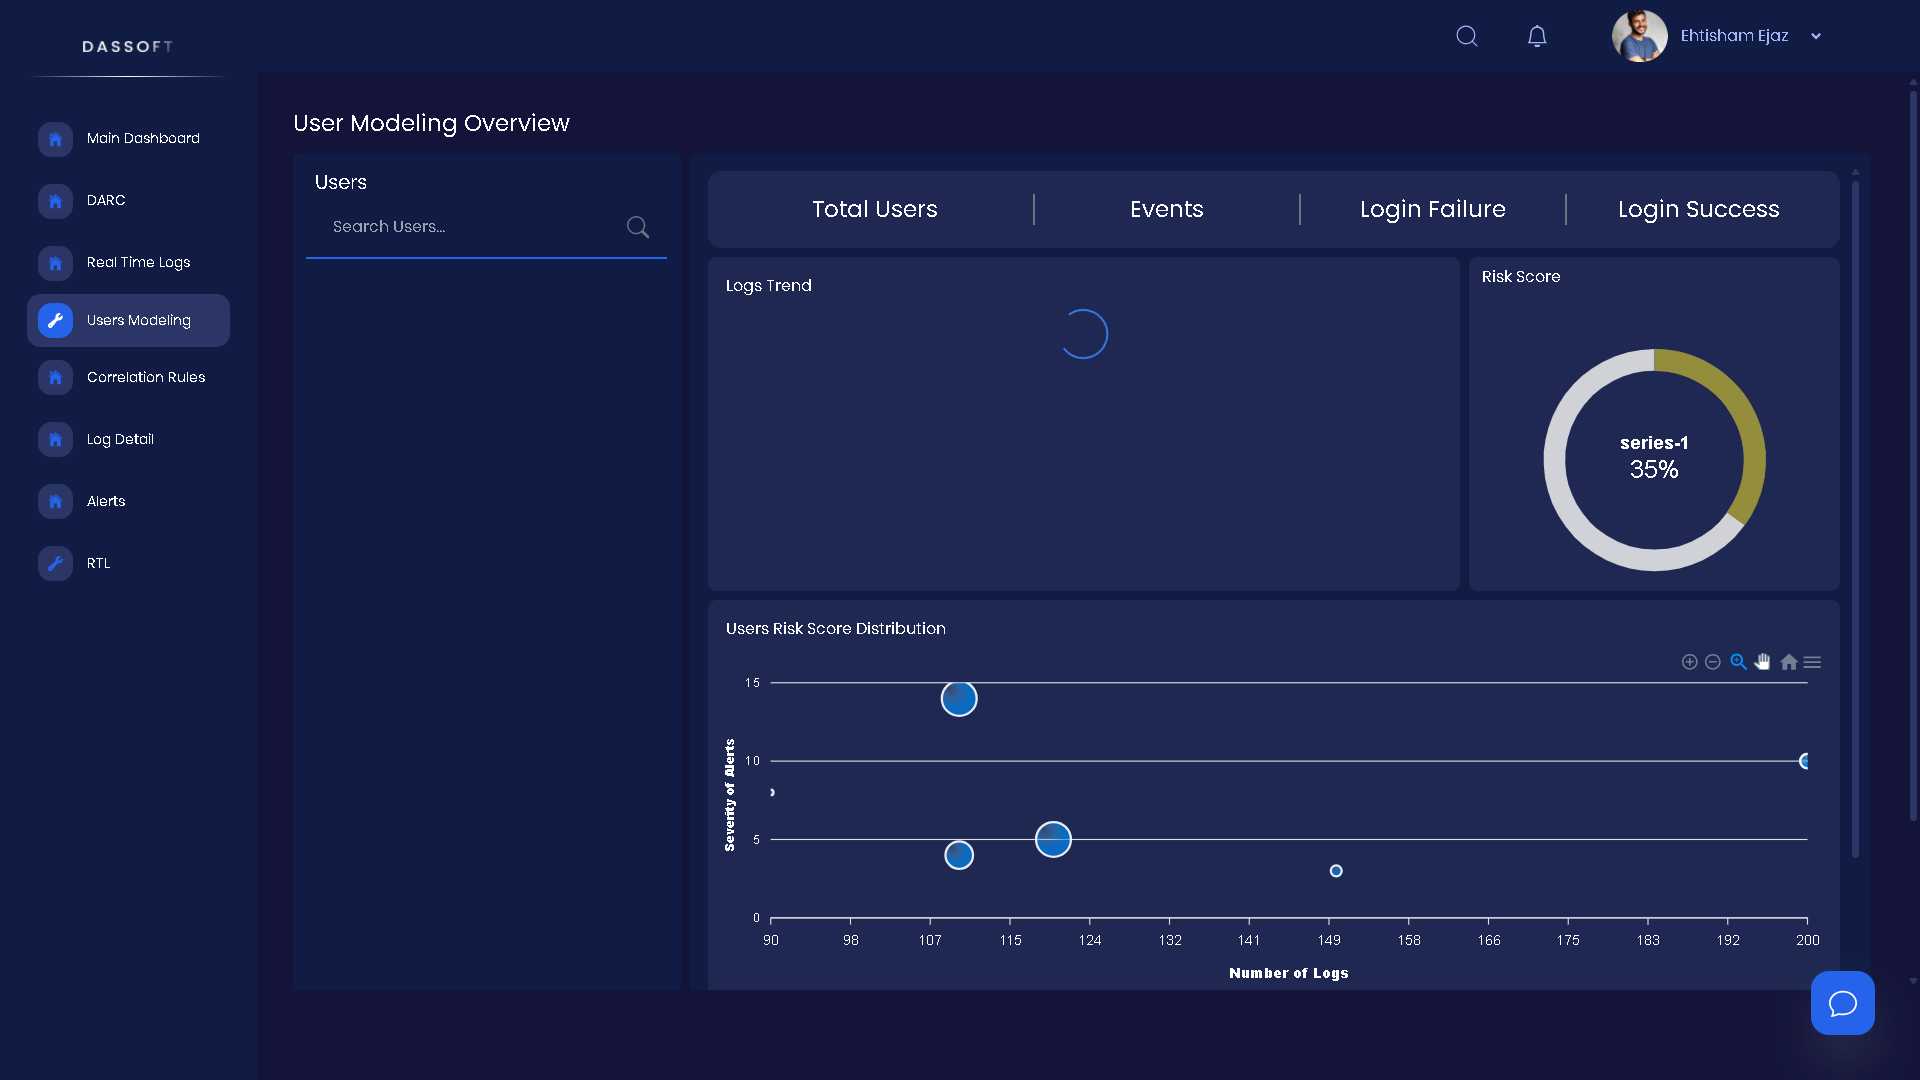 DASSOFT
Ehtisham Ejaz
Main Dashboard
DARC
Real Time Logs
Users Modeling
Correlation Rules
Log Detail
Alerts
RTL
User Modeling Overview
Users
Search Users...
Total Users
Events
Login Failure
Login Success
Logs Trend
Risk Score
series-1
35%
Users Risk Score Distribution
15
10
5
0
Severity of Alerts
90 98 107 115 124 132 141 149 158 166 175 183 192 200
Number of Logs